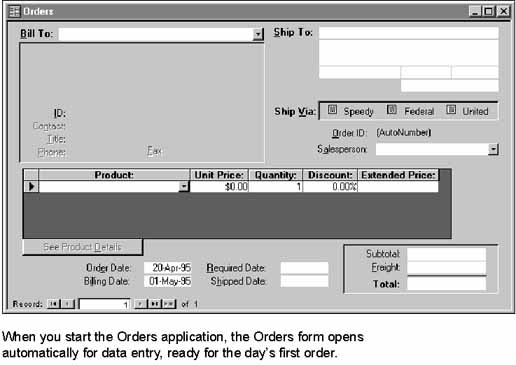 Orders
Bill To:
Ship To:
ID:
Contact:
Title:
Phone: Fax:
Ship Via: Speedy Federal United
Order ID: (AutoNumber)
Salesperson:
Product: Unit Price: Quantity: Discount: Extended Price:
$0.00 1 0.00%
See Product Details
Order Date: 20-Apr-95 Required Date:
Billing Date: 01-May-95 Shipped Date:
Subtotal:
Freight:
Total:
Record: 1 of 1
When you start the Orders application, the Orders form opens
automatically for data entry, ready for the day's first order.